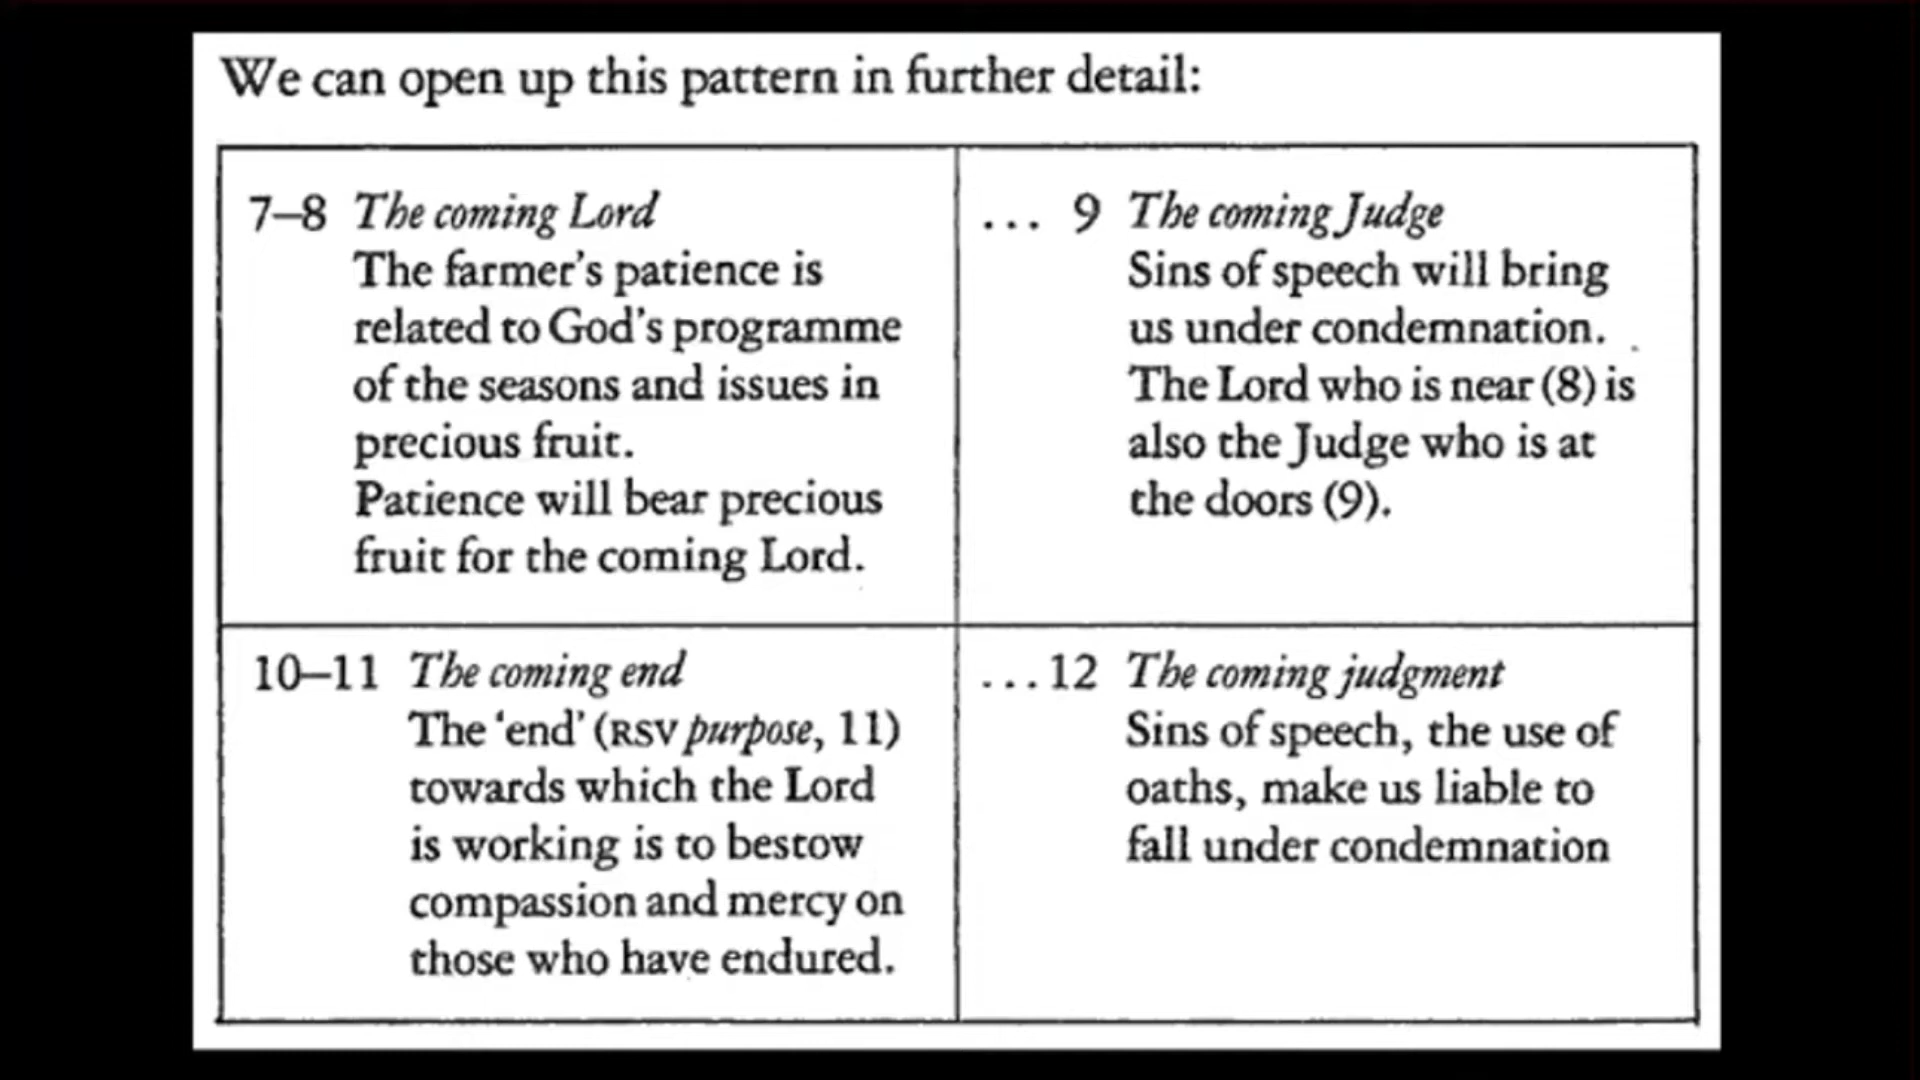 We can open up this pattern in further detail:
7–8 The coming Lord
The farmer's patience is
related to God's programme
of the seasons and issues in
precious fruit.
Patience will bear precious
fruit for the coming Lord.
... 9 The coming Judge
Sins of speech will bring
us under condemnation.
The Lord who is near (8) is
also the Judge who is at
the doors (9).
10–11 The coming end
The ‘end’ (RSV purpose, 11)
towards which the Lord
is working is to bestow
compassion and mercy on
those who have endured.
...12 The coming judgment
Sins of speech, the use of
oaths, make us liable to
fall under condemnation